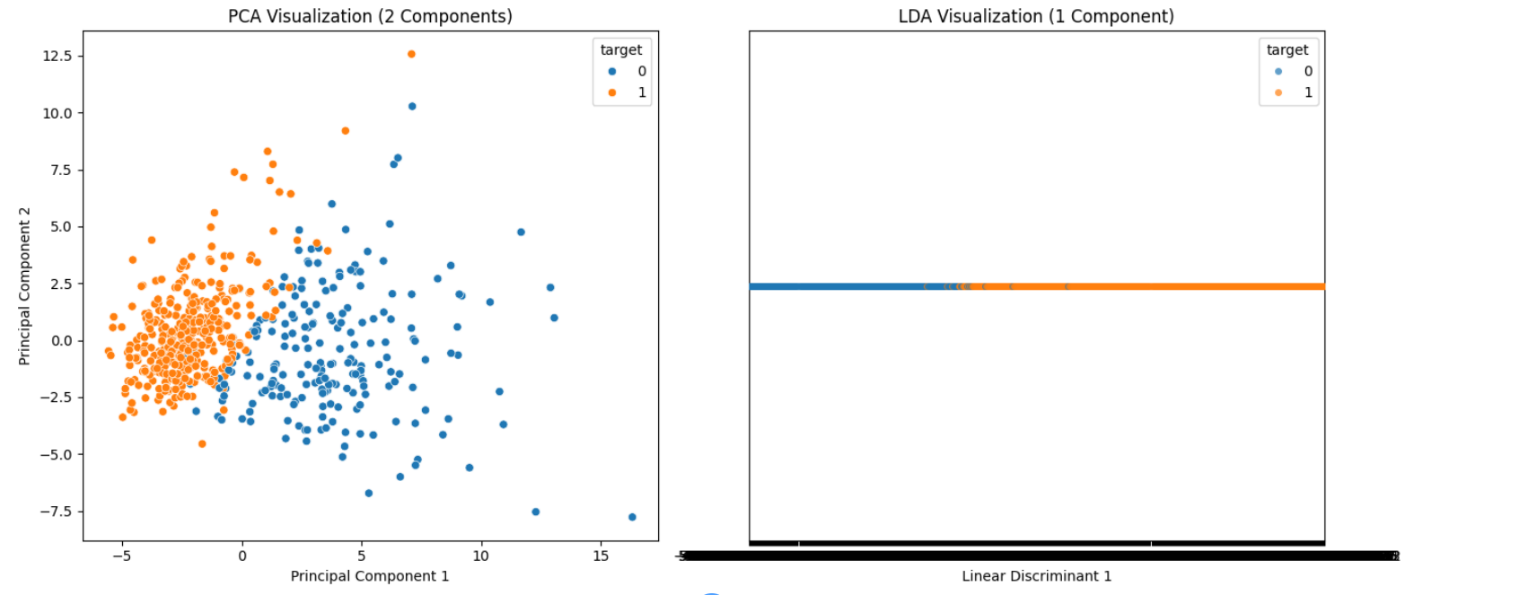 PCA Visualization (2 Components)
target
0
1
12.5
10.0
7.5
5.0
2.5
0.0
−2.5
−5.0
−7.5
Principal Component 2
−5
0
5
10
15
Principal Component 1
LDA Visualization (1 Component)
target
0
1
Linear Discriminant 1